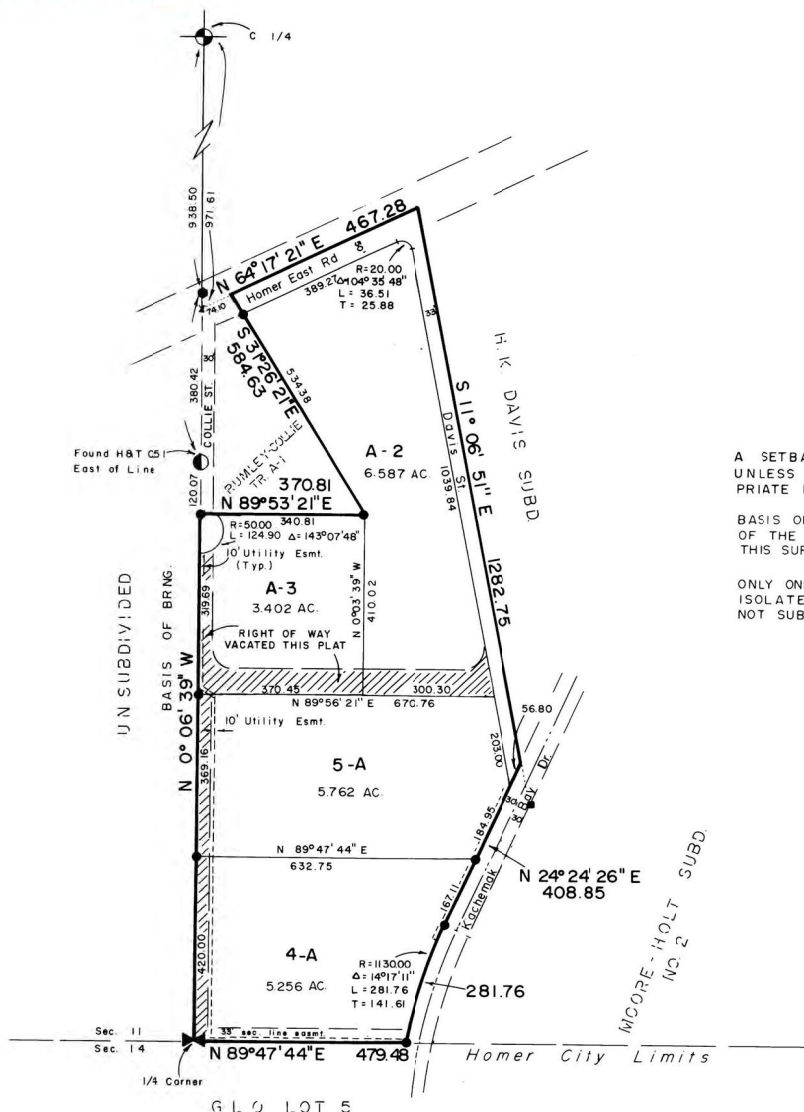 C 1/4
938.50
971.61
N 64° 17' 21" E 467.28
Homer East Rd
389.27
R=20.00
Δ=104° 35' 48"
L = 36.51
T = 25.88
33'
74.10
30'
COLLIE ST.
380.42
S 31° 26' 21" E
584.63
534.38
Found H&T C51
East of Line
120.07
RUMLEY-COLLIE
TR. A-1
H. K. DAVIS SUBD.
A-2
6.587 AC.
Davis St.
1039.84
S 11° 06' 51" E 1282.75
370.81
N 89° 53' 21" E
R=50.00 340.81
L = 124.90 Δ= 143° 07' 48"
10' Utility Esmt.
(Typ.)
A-3
3.402 AC.
N 0° 03' 39" W
410.02
319.69
UNSUBDIVIDED
BASIS OF BRNG.
N 0° 06' 39" W
RIGHT OF WAY
VACATED THIS PLAT
370.45 300.30
N 89° 56' 21" E 670.76
10' Utility Esmt.
56.80
203.00
369.16
5-A
5.762 AC.
184.95
30'
30'
Kachemak Bay Dr.
N 89° 47' 44" E
632.75
N 24° 24' 26" E
408.85
167.11
4-A
5.256 AC.
420.00
R=1130.00
Δ = 14° 17' 11"
L = 281.76
T = 141.61
281.76
MOORE - HOLT SUBD.
NO. 2
33' sec. line easmt.
Sec. 11
Sec. 14
N 89° 47' 44" E 479.48
Homer City Limits
1/4 Corner
GLO LOT 5
A SETBA
UNLESS
PRIATE
BASIS O
OF THE
THIS SUR
ONLY ON
ISOLATE
NOT SUB